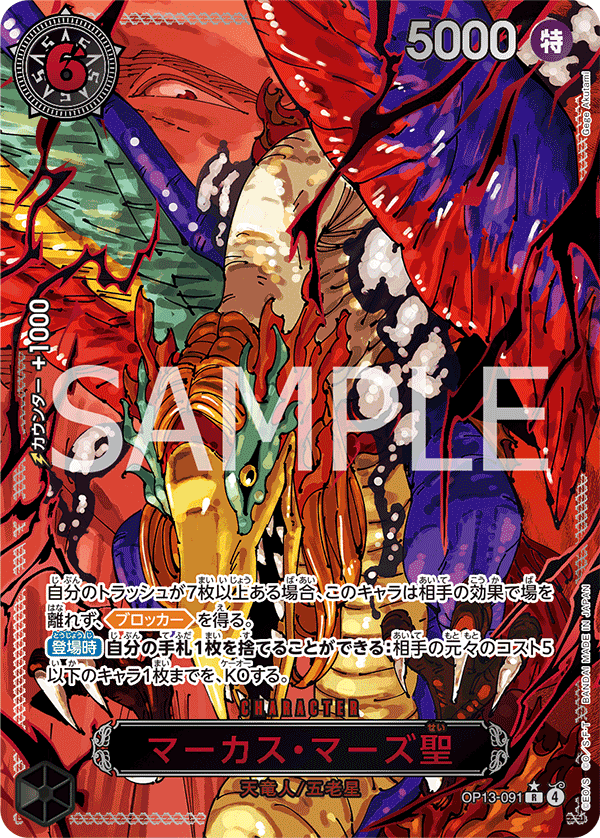 6
5000 特
Gege Akutami
カウンター +1000
SAMPLE
自分のトラッシュが7枚以上ある場合、このキャラは相手の効果で場を
離れず、ブロッカーを得る。
登場時 自分の手札1枚を捨てることができる：相手の元々のコスト5
以下のキャラ1枚までを、KOする。
CHARACTER
マーカス・マーズ聖
天竜人/五老星
OP13-091 R 4
BANDAI MADE IN JAPAN